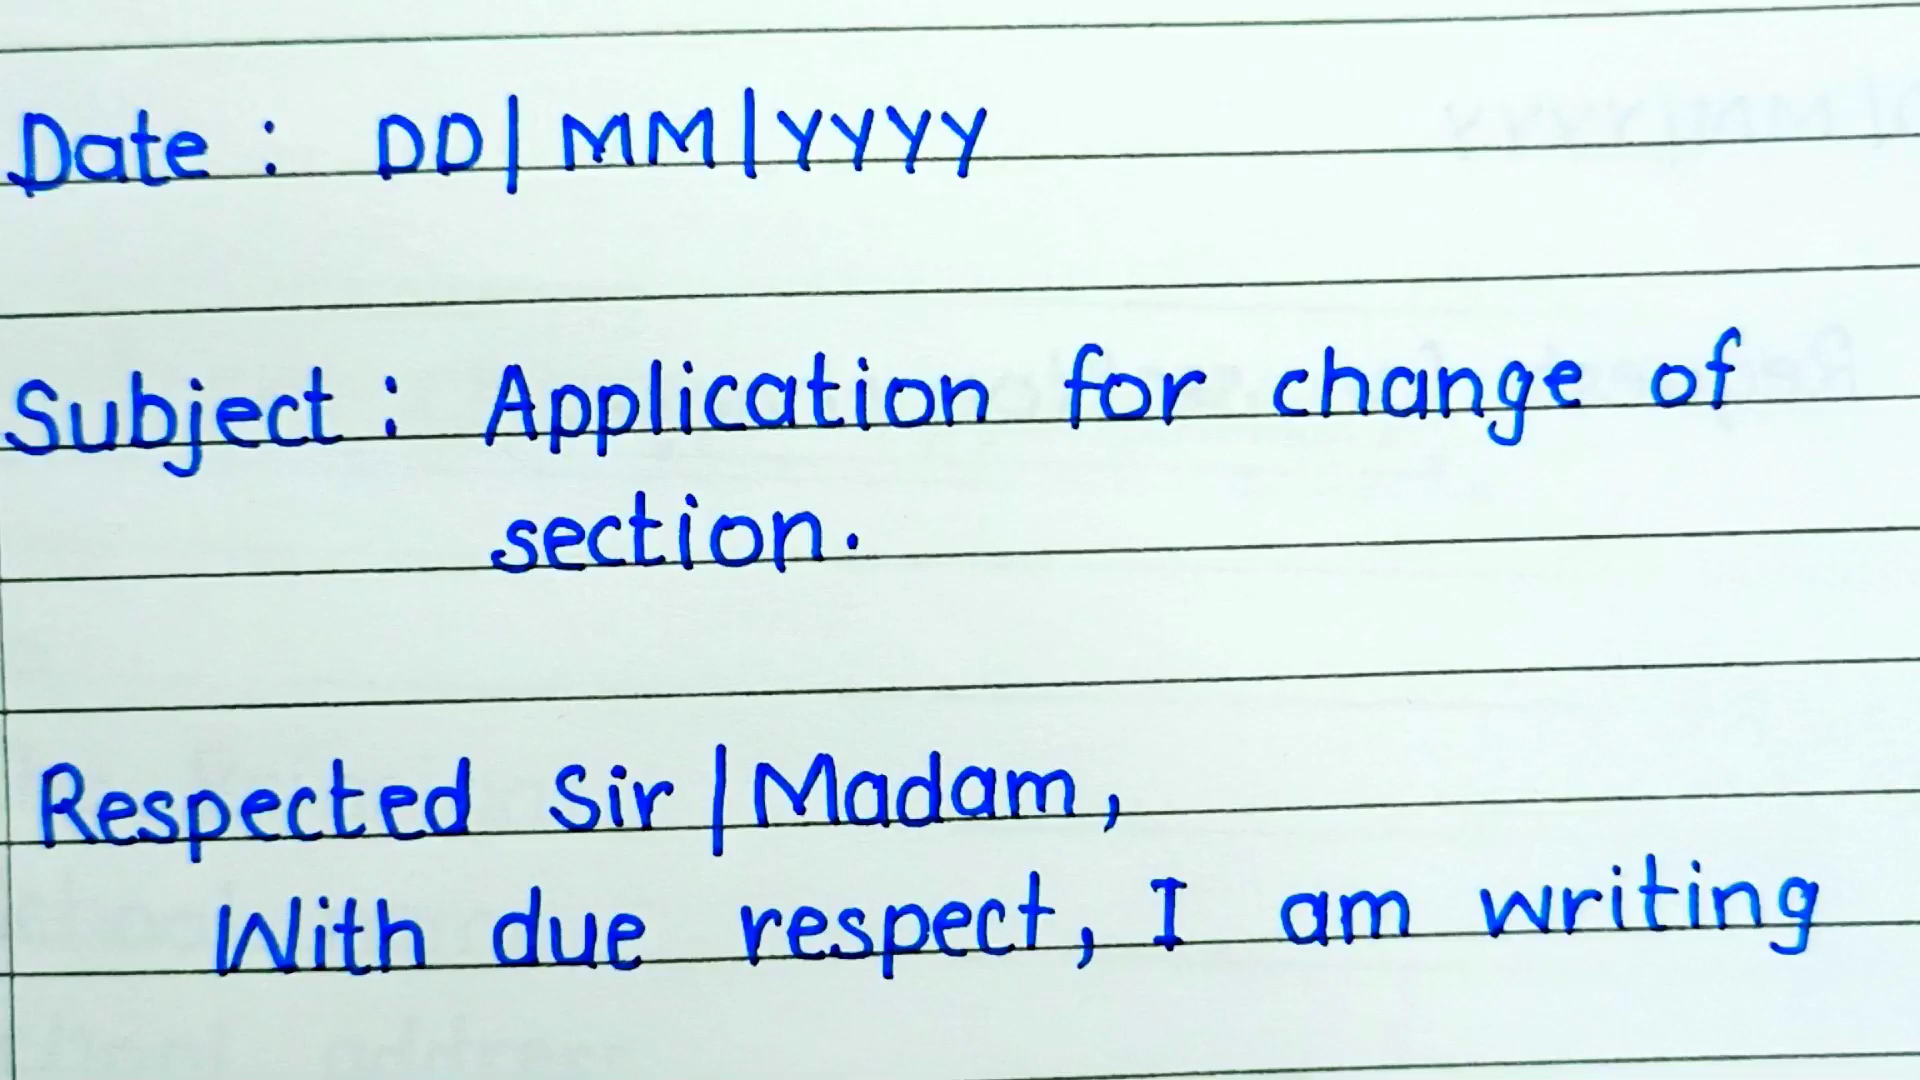 Date : DD|MM|YYYY
Subject : Application for change of
section.
Respected Sir|Madam,
With due respect, I am writing